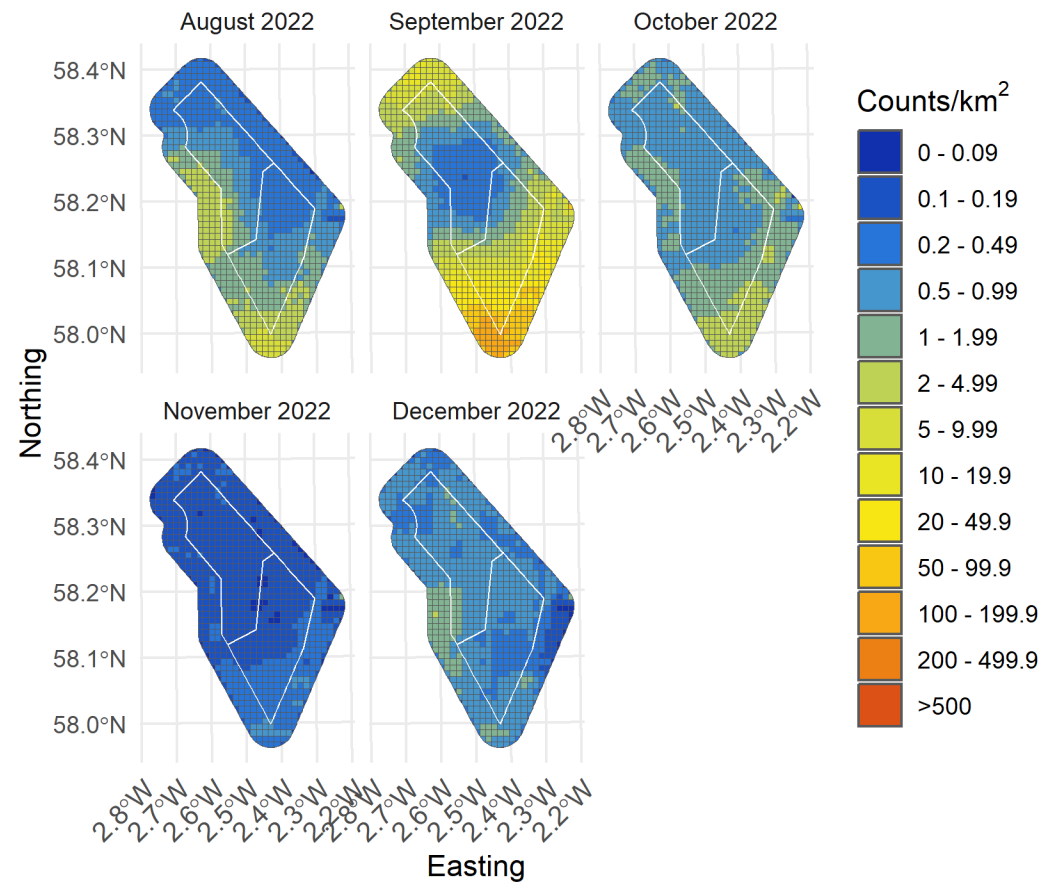 August 2022
September 2022
October 2022
58.4°N
58.3°N
58.2°N
58.1°N
58.0°N
2.8°W
2.7°W
2.6°W
2.5°W
2.4°W
2.3°W
2.2°W
November 2022
December 2022
58.4°N
58.3°N
58.2°N
58.1°N
58.0°N
2.8°W
2.7°W
2.6°W
2.5°W
2.4°W
2.3°W
2.2°W
2.8°W
2.7°W
2.6°W
2.5°W
2.4°W
2.3°W
2.2°W
Northing
Easting
Counts/km²
0 - 0.09
0.1 - 0.19
0.2 - 0.49
0.5 - 0.99
1 - 1.99
2 - 4.99
5 - 9.99
10 - 19.9
20 - 49.9
50 - 99.9
100 - 199.9
200 - 499.9
>500